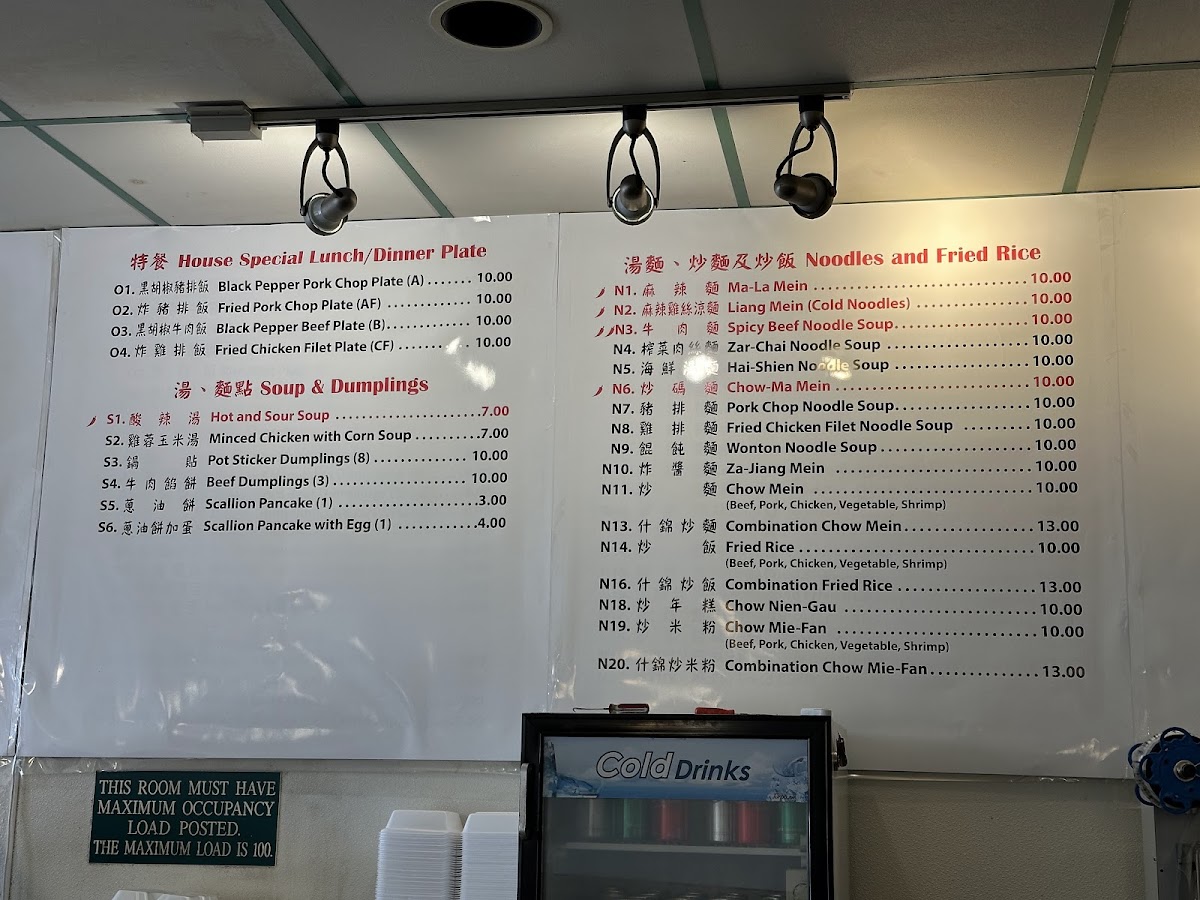 特餐 House Special Lunch/Dinner Plate
O1. 黑胡椒豬排飯 Black Pepper Pork Chop Plate (A) ....... 10.00
O2. 炸豬排飯 Fried Pork Chop Plate (AF) ................ 10.00
O3. 黑胡椒牛肉飯 Black Pepper Beef Plate (B)................ 10.00
O4. 炸雞排飯 Fried Chicken Filet Plate (CF) .......... 10.00
湯、麵點 Soup & Dumplings
S1. 酸辣湯 Hot and Sour Soup .......................7.00
S2. 雞蓉玉米湯 Minced Chicken with Corn Soup ..........7.00
S3. 鍋貼 Pot Sticker Dumplings (8) ............. 10.00
S4. 牛肉餡餅 Beef Dumplings (3) .................... 10.00
S5. 蔥油餅 Scallion Pancake (1) ......................3.00
S6. 蔥油餅加蛋 Scallion Pancake with Egg (1) ............4.00
湯麵、炒麵及炒飯 Noodles and Fried Rice
N1. 麻辣麵 Ma-La Mein ................................ 10.00
N2. 麻辣雞絲涼麵 Liang Mein (Cold Noodles) ................ 10.00
N3. 牛肉麵 Spicy Beef Noodle Soup.................... 10.00
N4. 榨菜肉絲麵 Zar-Chai Noodle Soup ..................... 10.00
N5. 海鮮 Hai-Shien Noodle Soup .................... 10.00
N6. 炒碼麵 Chow-Ma Mein ............................. 10.00
N7. 豬排麵 Pork Chop Noodle Soup.................... 10.00
N8. 雞排麵 Fried Chicken Filet Noodle Soup ......... 10.00
N9. 餛飩麵 Wonton Noodle Soup....................... 10.00
N10. 炸醬麵 Za-Jiang Mein ............................ 10.00
N11. 炒麵 Chow Mein ................................ 10.00
(Beef, Pork, Chicken, Vegetable, Shrimp)
N13. 什錦炒麵 Combination Chow Mein................... 13.00
N14. 炒飯 Fried Rice ................................. 10.00
(Beef, Pork, Chicken, Vegetable, Shrimp)
N16. 什錦炒飯 Combination Fried Rice .................... 13.00
N18. 炒年糕 Chow Nien-Gau ........................... 10.00
N19. 炒米粉 Chow Mie-Fan ............................ 10.00
(Beef, Pork, Chicken, Vegetable, Shrimp)
N20. 什錦炒米粉 Combination Chow Mie-Fan............... 13.00
Cold Drinks
THIS ROOM MUST HAVE
MAXIMUM OCCUPANCY
LOAD POSTED.
THE MAXIMUM LOAD IS 100.